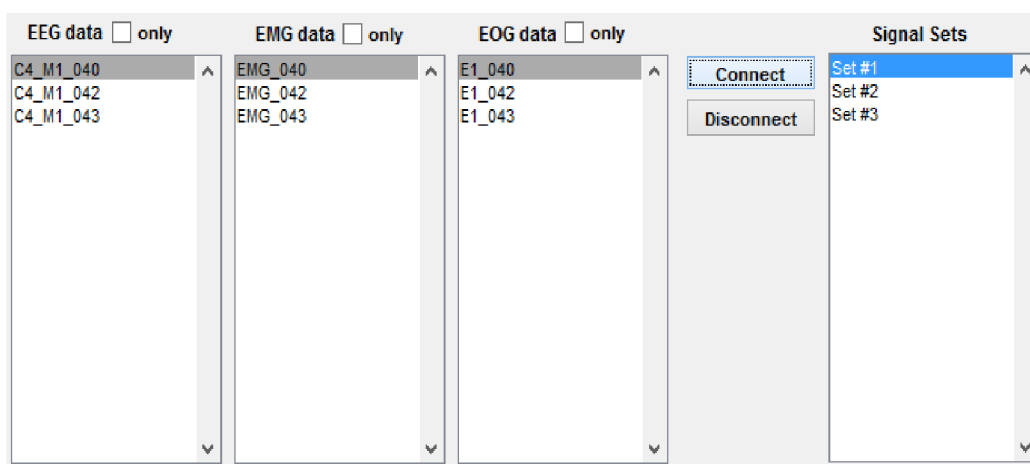 EEG data only
EMG data only
EOG data only
Signal Sets
C4_M1_040
C4_M1_042
C4_M1_043
EMG_040
EMG_042
EMG_043
E1_040
E1_042
E1_043
Connect
Disconnect
Set #1
Set #2
Set #3